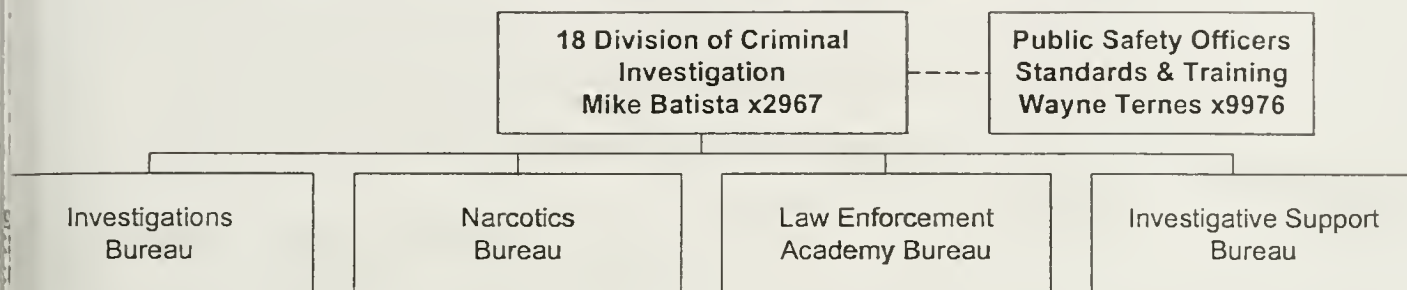 18 Division of Criminal
Investigation
Mike Batista x2967
Public Safety Officers
Standards & Training
Wayne Ternes x9976
Investigations
Bureau
Narcotics
Bureau
Law Enforcement
Academy Bureau
Investigative Support
Bureau